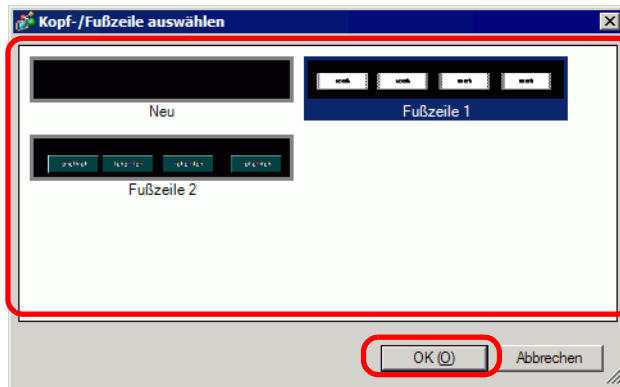 Kopf-/Fußzeile auswählen
Neu
Fußzeile 1
Fußzeile 2
OK (O)
Abbrechen